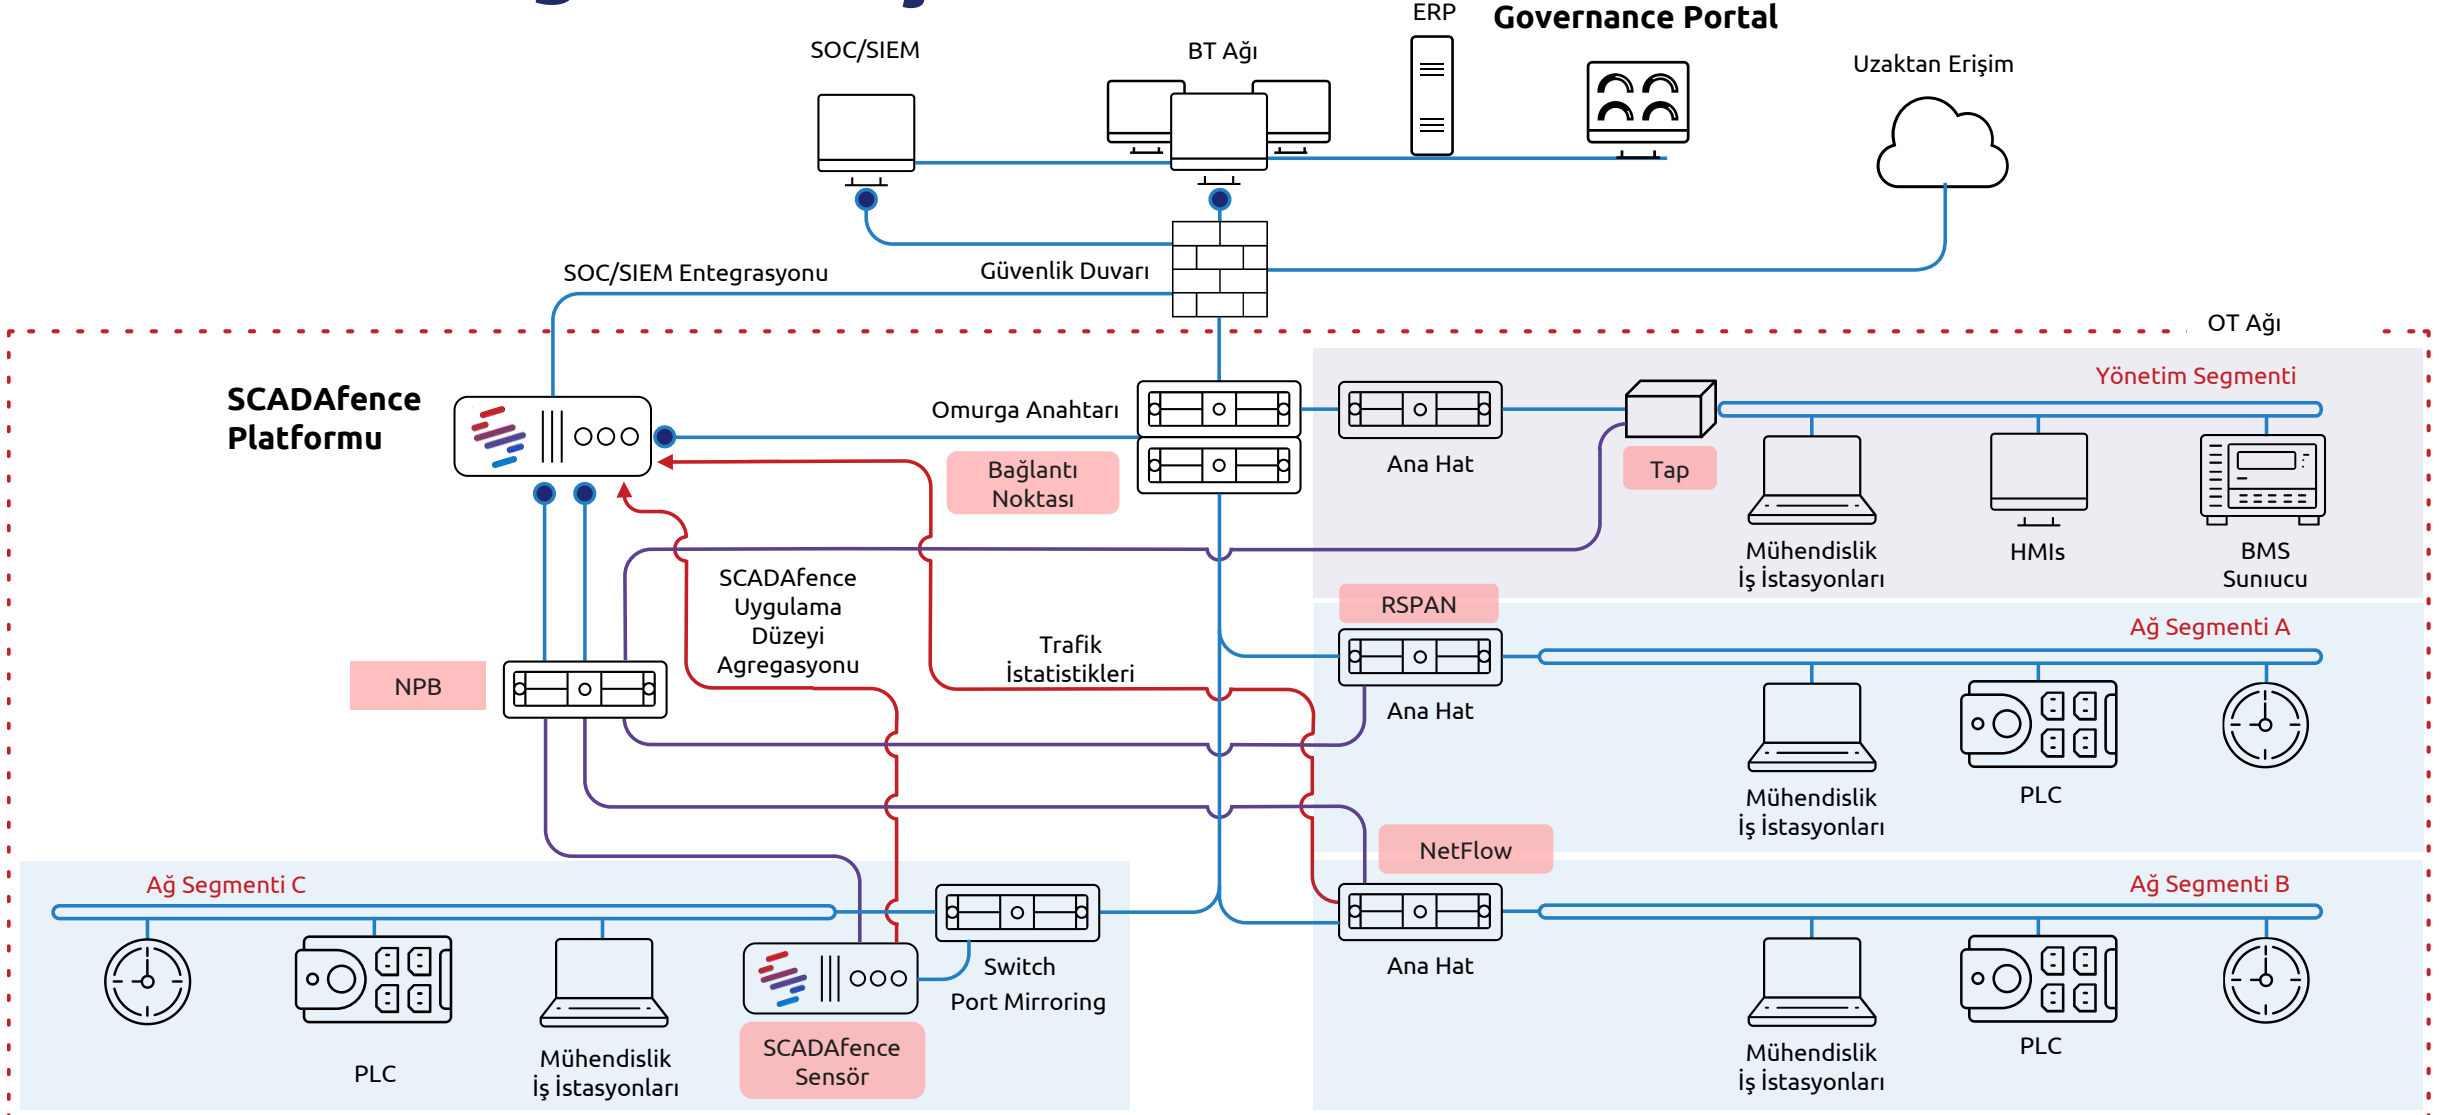 ERP
Governance Portal
SOC/SIEM
BT Ağı
Uzaktan Erişim
SOC/SIEM Entegrasyonu
Güvenlik Duvarı
OT Ağı
SCADAfence
Platformu
Omurga Anahtarı
Bağlantı
Noktası
Ana Hat
Tap
Yönetim Segmenti
Mühendislik
İş İstasyonları
HMIs
BMS
Sunıucu
SCADAfence
Uygulama
Düzeyi
Agregasyonu
Trafik
İstatistikleri
NPB
RSPAN
Ana Hat
Ağ Segmenti A
Mühendislik
İş İstasyonları
PLC
NetFlow
Ana Hat
Ağ Segmenti B
Mühendislik
İş İstasyonları
PLC
Ağ Segmenti C
PLC
Mühendislik
İş İstasyonları
SCADAfence
Sensör
Switch
Port Mirroring